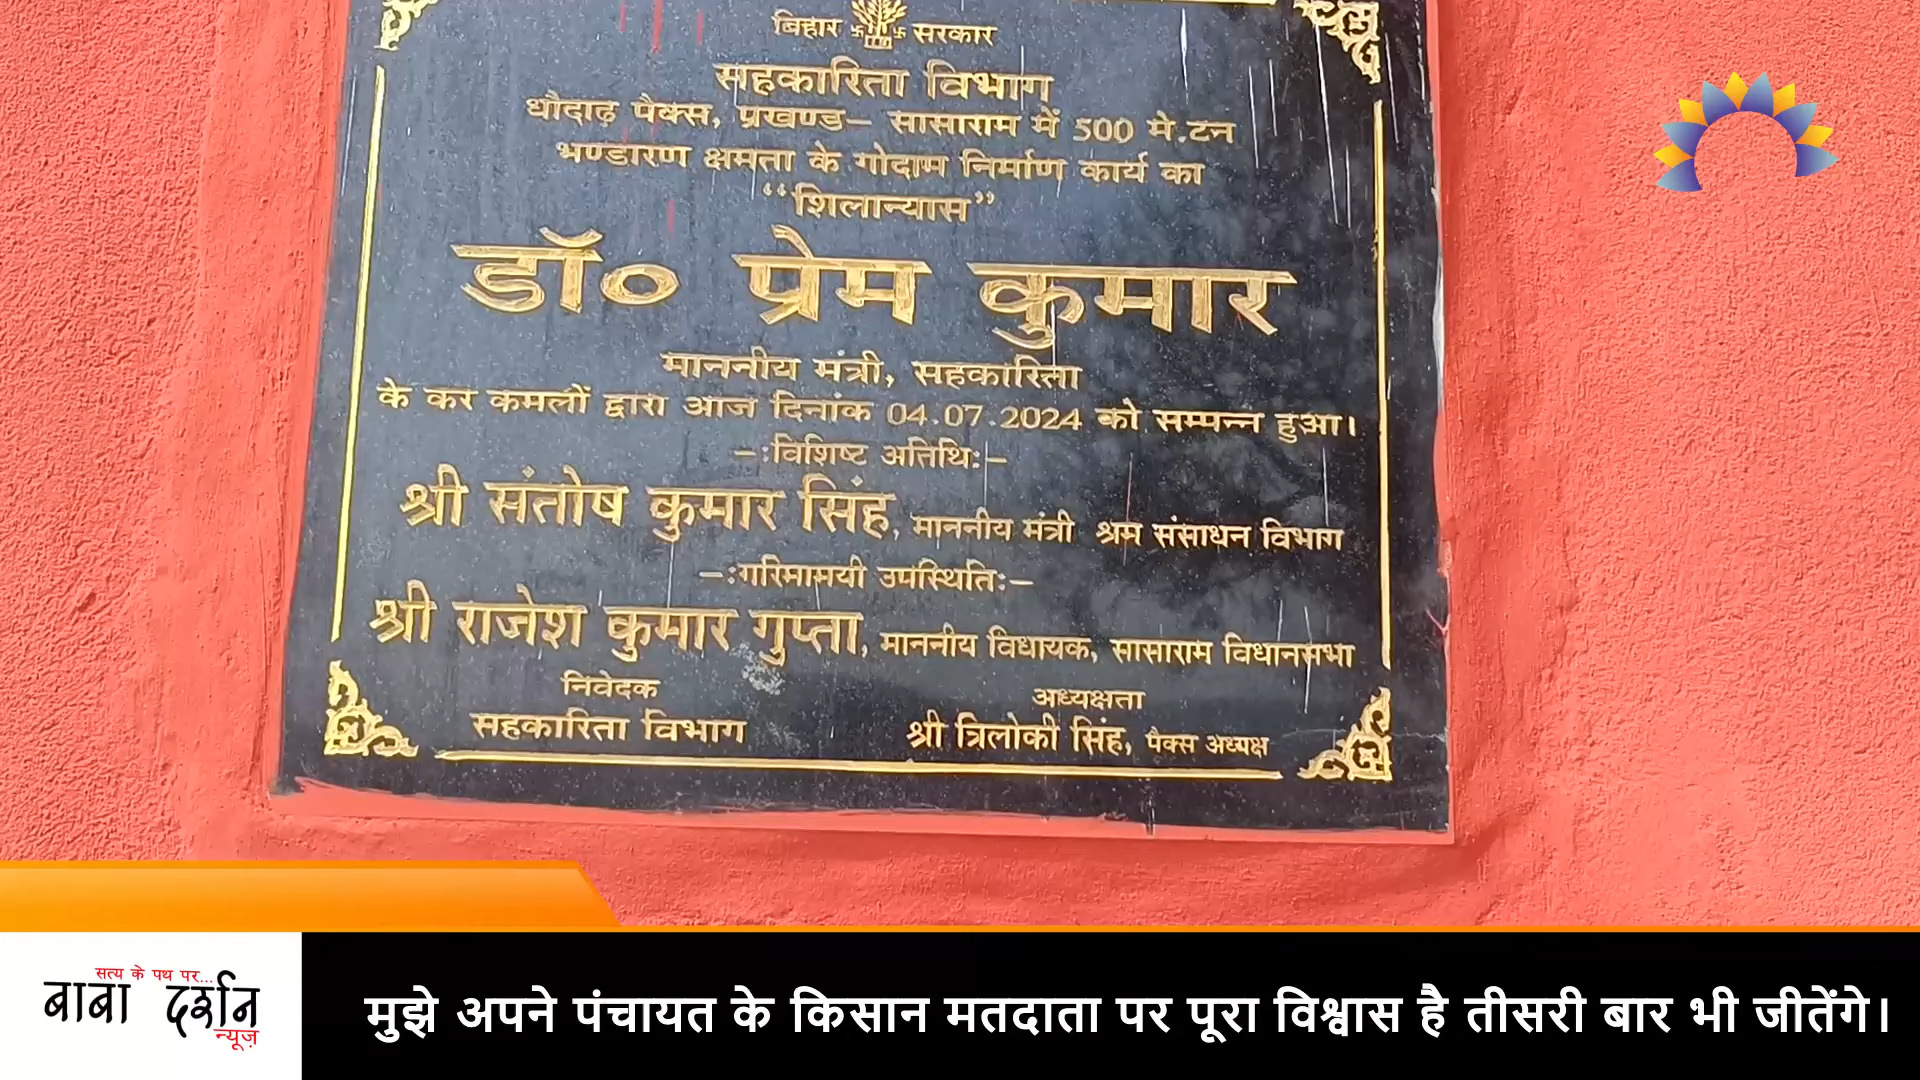 बिहार सरकार
सहकारिता विभाग
धौदाढ़ पैक्स, प्रखण्ड– सासाराम में 500 मे.टन
भण्डारण क्षमता के गोदाम निर्माण कार्य का
“शिलान्यास”
डॉ० प्रेम कुमार
माननीय मंत्री, सहकारिता
के कर कमलों द्वारा आज दिनांक 04.07.2024 को सम्पन्न हुआ।
–:विशिष्ट अतिथि:–
श्री संतोष कुमार सिंह, माननीय मंत्री श्रम संसाधन विभाग
–:गरिमामयी उपस्थिति:–
श्री राजेश कुमार गुप्ता, माननीय विधायक, सासाराम विधानसभा
निवेदक
सहकारिता विभाग
अध्यक्षता
श्री त्रिलोकी सिंह, पैक्स अध्यक्ष
सत्य के पथ पर...
बाबा दर्शन
न्यूज़
मुझे अपने पंचायत के किसान मतदाता पर पूरा विश्वास है तीसरी बार भी जीतेंगे।